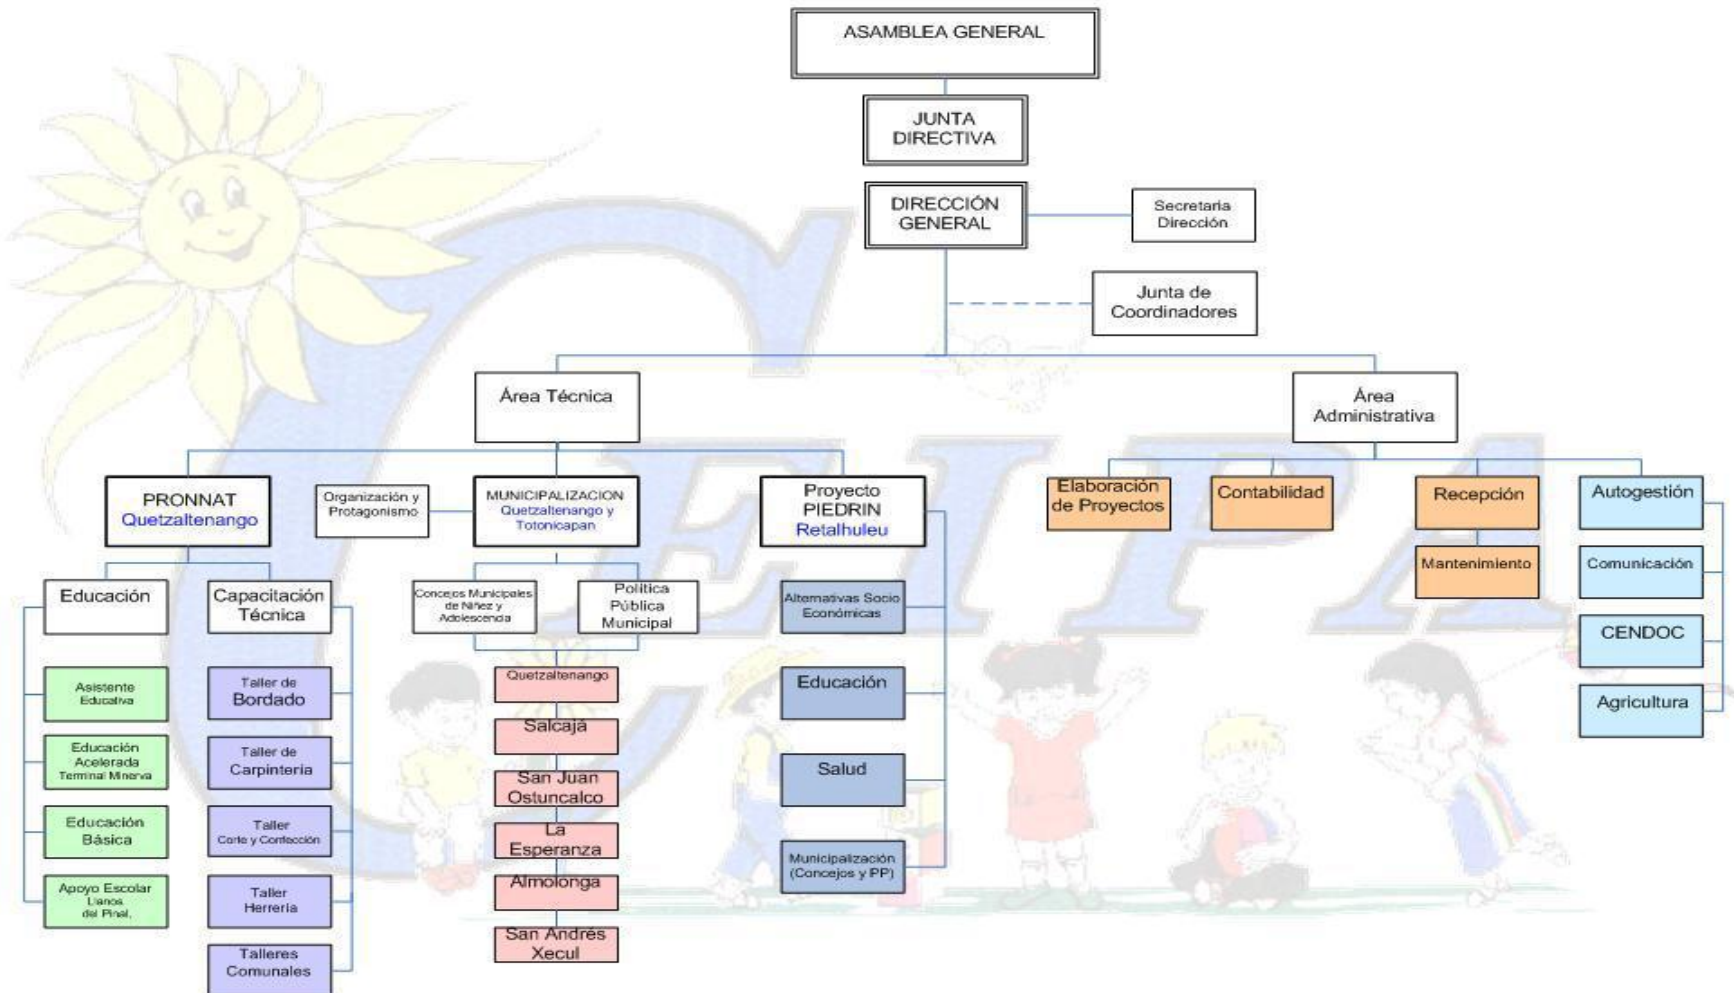 ASAMBLEA GENERAL
JUNTA
DIRECTIVA
DIRECCIÓN
GENERAL
Secretaria
Dirección
Junta de
Coordinadores
Área Técnica
Área
Administrativa
PRONNAT
Quetzaltenango
Organización y
Protagonismo
MUNICIPALIZACION
Quetzaltenango y
Totonicapan
Proyecto
PIEDRIN
Retalhuleu
Elaboración
de Proyectos
Contabilidad
Recepción
Autogestión
Mantenimiento
Comunicación
CENDOC
Agricultura
Educación
Capacitación
Técnica
Concejos Municipales
de Niñez y
Adolescencia
Política
Pública
Municipal
Alternativas Socio
Económicas
Educación
Salud
Municipalización
(Concejos y PP)
Asistente
Educativa
Educación
Acelerada
Terminal Minerva
Educación
Básica
Apoyo Escolar
Llanos
del Pinal,
Taller de
Bordado
Taller de
Carpintería
Taller
Corte y Confección
Taller
Herrería
Talleres
Comunales
Quetzaltenango
Salcajá
San Juan
Ostuncalco
La
Esperanza
Almolonga
San Andrés
Xecul
CEIPA